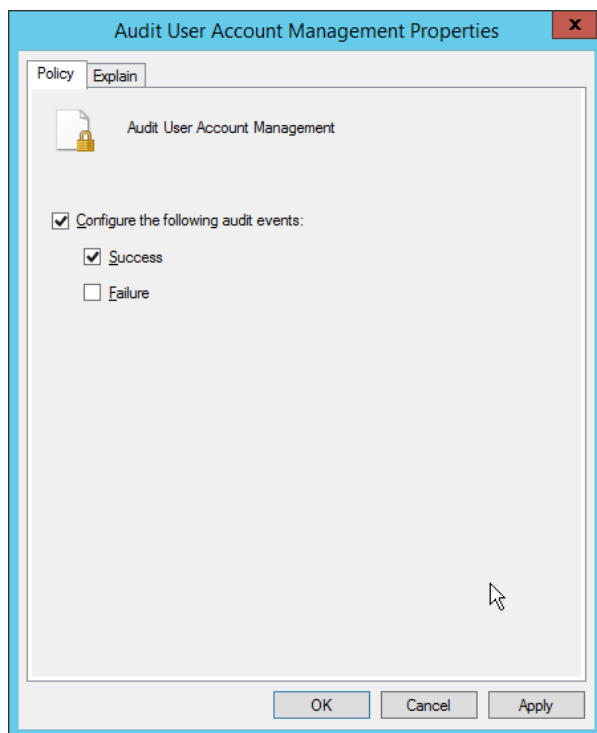 Audit User Account Management Properties
x
Policy
Explain
Audit User Account Management
Configure the following audit events:
Success
Failure
OK
Cancel
Apply